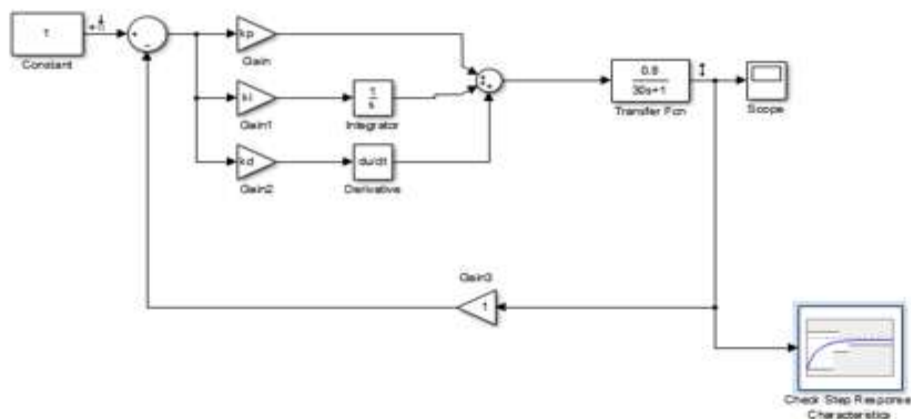 1
Constant
+
-
kp
Gain
ki
Gain1
1
s
Integrator
kd
Gain2
du/dt
Derivative
0.8
30s+1
Transfer Fcn
Scope
Gain3
1
Check Step Response
Characteristics